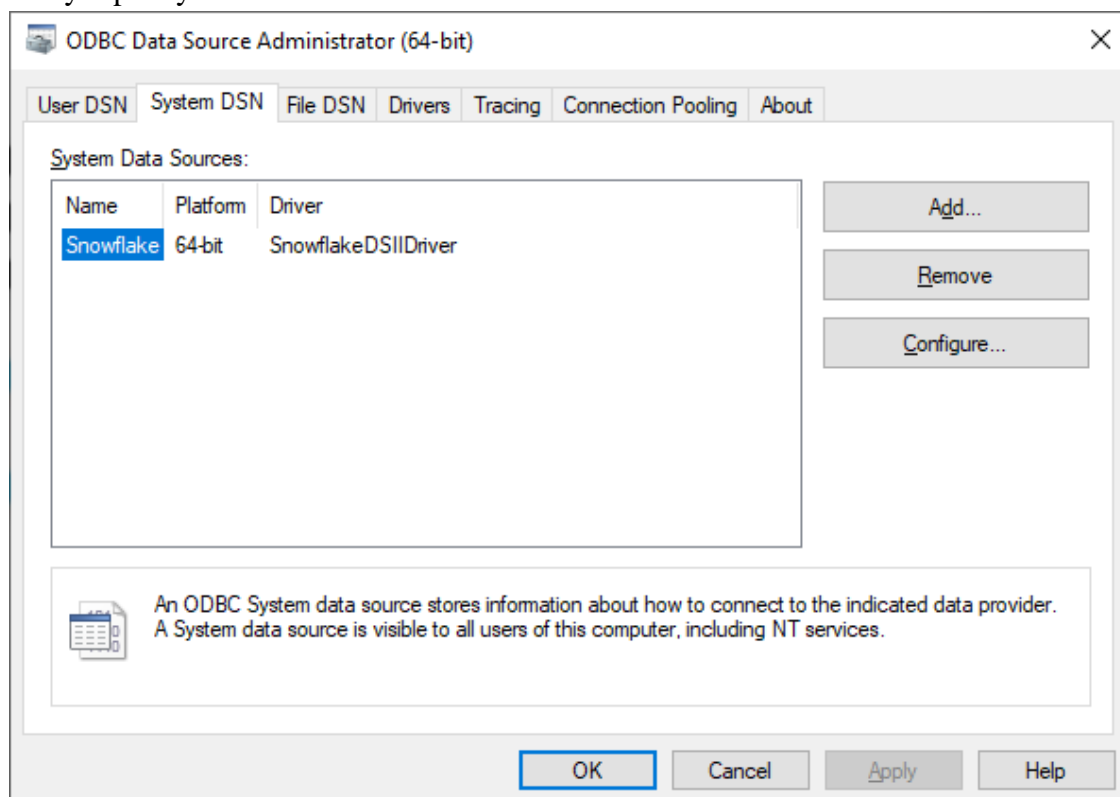 ODBC Data Source Administrator (64-bit)
User DSN System DSN File DSN Drivers Tracing Connection Pooling About
System Data Sources:
Name Platform Driver
Snowflake 64-bit SnowflakeDSIIDriver
Add...
Remove
Configure...
An ODBC System data source stores information about how to connect to the indicated data provider.
A System data source is visible to all users of this computer, including NT services.
OK Cancel Apply Help